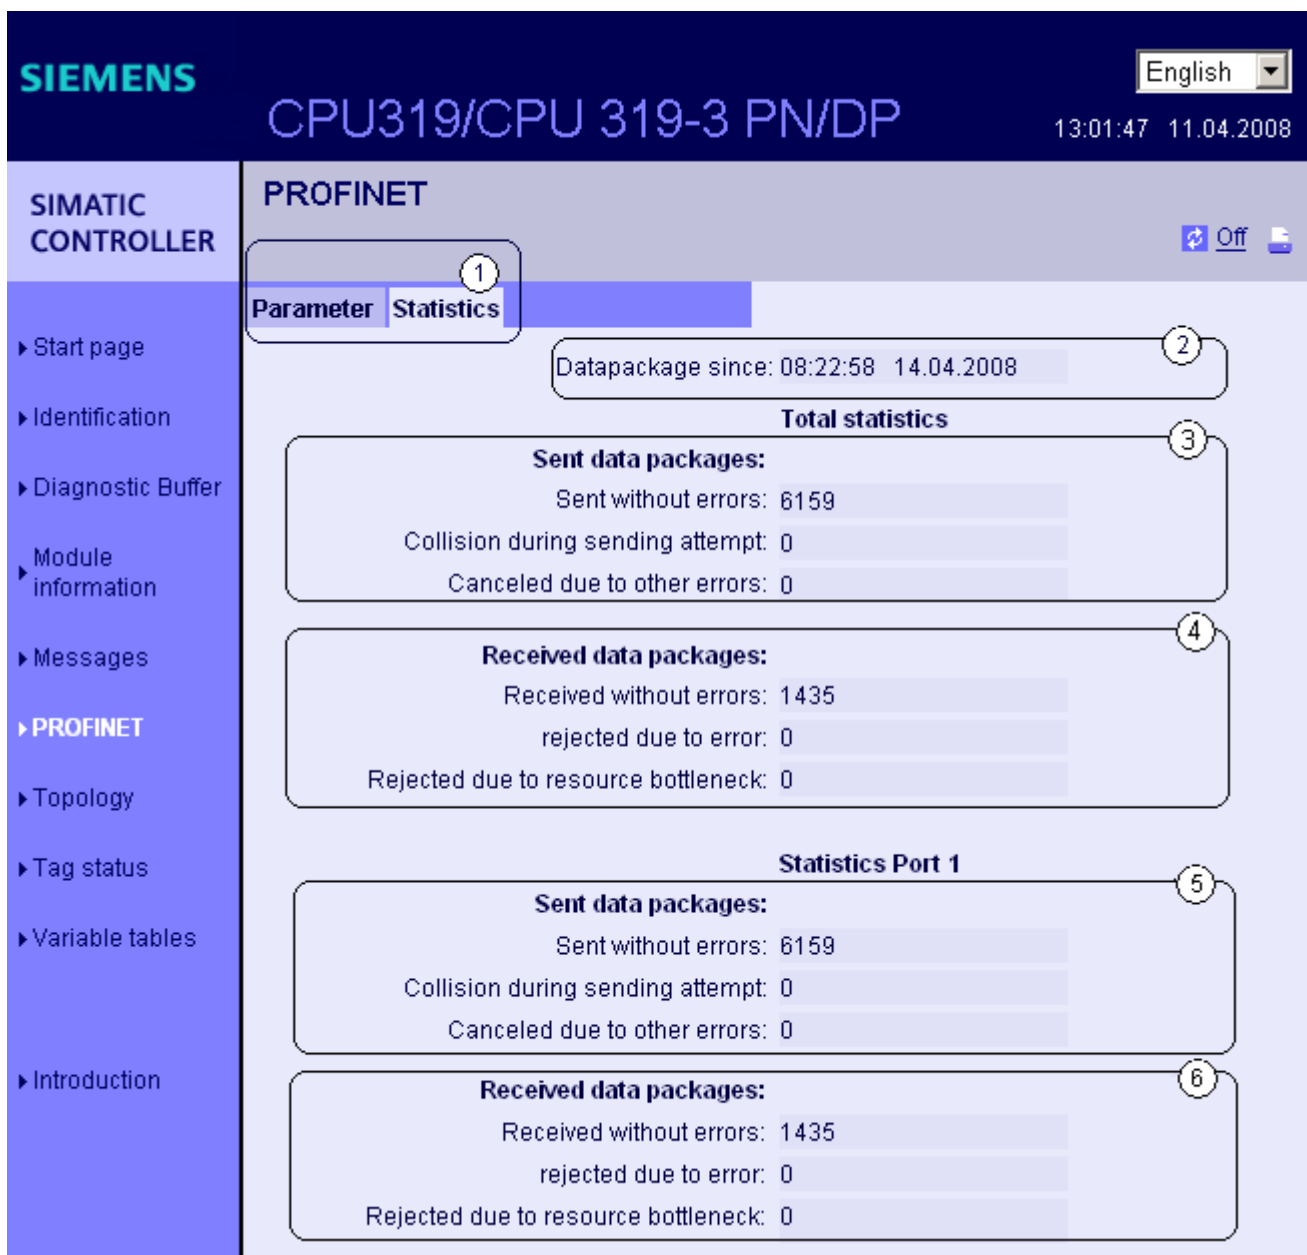 SIEMENS
English
CPU319/CPU 319-3 PN/DP
13:01:47 11.04.2008
SIMATIC
CONTROLLER
PROFINET
Off
1
Parameter Statistics
Start page
Identification
Diagnostic Buffer
Module
information
Messages
PROFINET
Topology
Tag status
Variable tables
Introduction
2
Datapackage since: 08:22:58 14.04.2008
Total statistics
3
Sent data packages:
Sent without errors: 6159
Collision during sending attempt: 0
Canceled due to other errors: 0
4
Received data packages:
Received without errors: 1435
rejected due to error: 0
Rejected due to resource bottleneck: 0
Statistics Port 1
5
Sent data packages:
Sent without errors: 6159
Collision during sending attempt: 0
Canceled due to other errors: 0
6
Received data packages:
Received without errors: 1435
rejected due to error: 0
Rejected due to resource bottleneck: 0